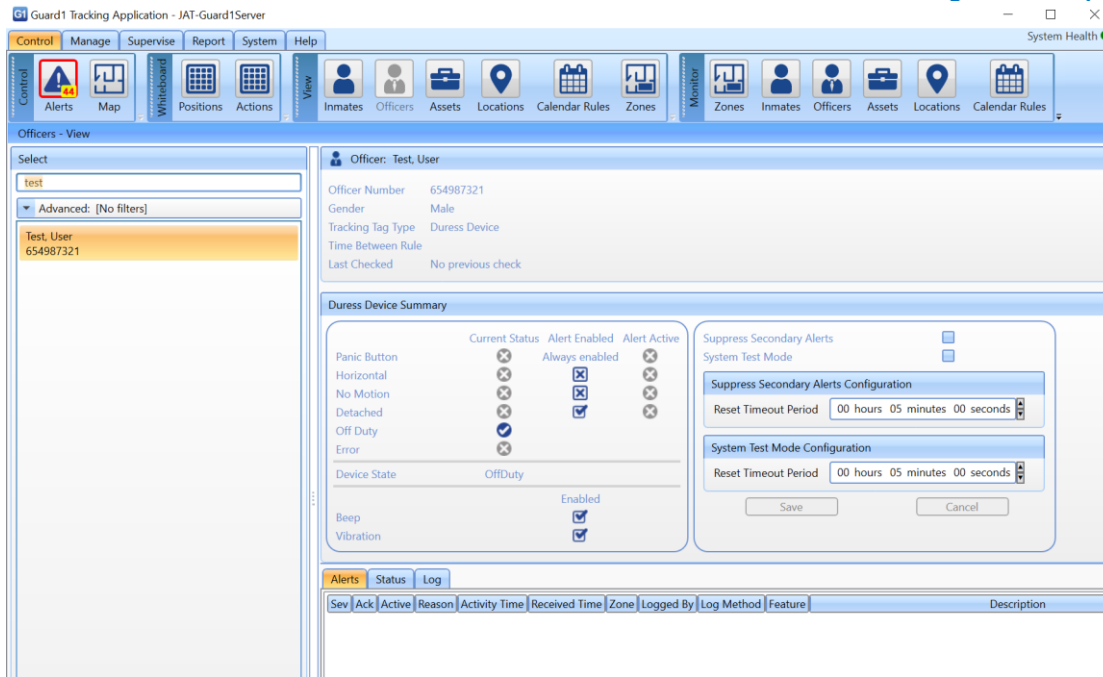 G1 Guard1 Tracking Application - JAT-Guard1Server
Control Manage Supervise Report System Help
System Health
Control
44
Alerts Map
Whiteboard
Positions Actions
View
Inmates Officers Assets Locations Calendar Rules Zones
Monitor
Zones Inmates Officers Assets Locations Calendar Rules
Officers - View
Select
test
Advanced: [No filters]
Test, User
654987321
Officer: Test, User
Officer Number 654987321
Gender Male
Tracking Tag Type Duress Device
Time Between Rule
Last Checked No previous check
Duress Device Summary
Current Status Alert Enabled Alert Active
Panic Button Always enabled
Horizontal
No Motion
Detached
Off Duty
Error
Device State OffDuty
Enabled
Beep
Vibration
Suppress Secondary Alerts
System Test Mode
Suppress Secondary Alerts Configuration
Reset Timeout Period 00 hours 05 minutes 00 seconds
System Test Mode Configuration
Reset Timeout Period 00 hours 05 minutes 00 seconds
Save Cancel
Alerts Status Log
Sev Ack Active Reason Activity Time Received Time Zone Logged By Log Method Feature Description